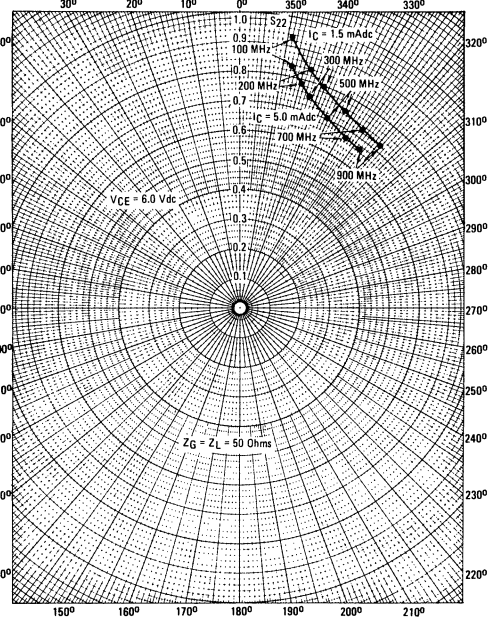 30° 20° 10° 0° 350° 340° 330°
1.0 S22
IC = 1.5 mAdc
0.9
320°
100 MHz
300 MHz
0.8
200 MHz
500 MHz
0.7
IC = 5.0 mAdc
310°
0.6
700 MHz
0.5
900 MHz
300°
0.4
VCE = 6.0 Vdc
0.3
290°
0.2
280°
0.1
270°
260°
250°
ZG = ZL = 50 Ohms
240°
230°
220°
150° 160° 170° 180° 190° 200° 210°